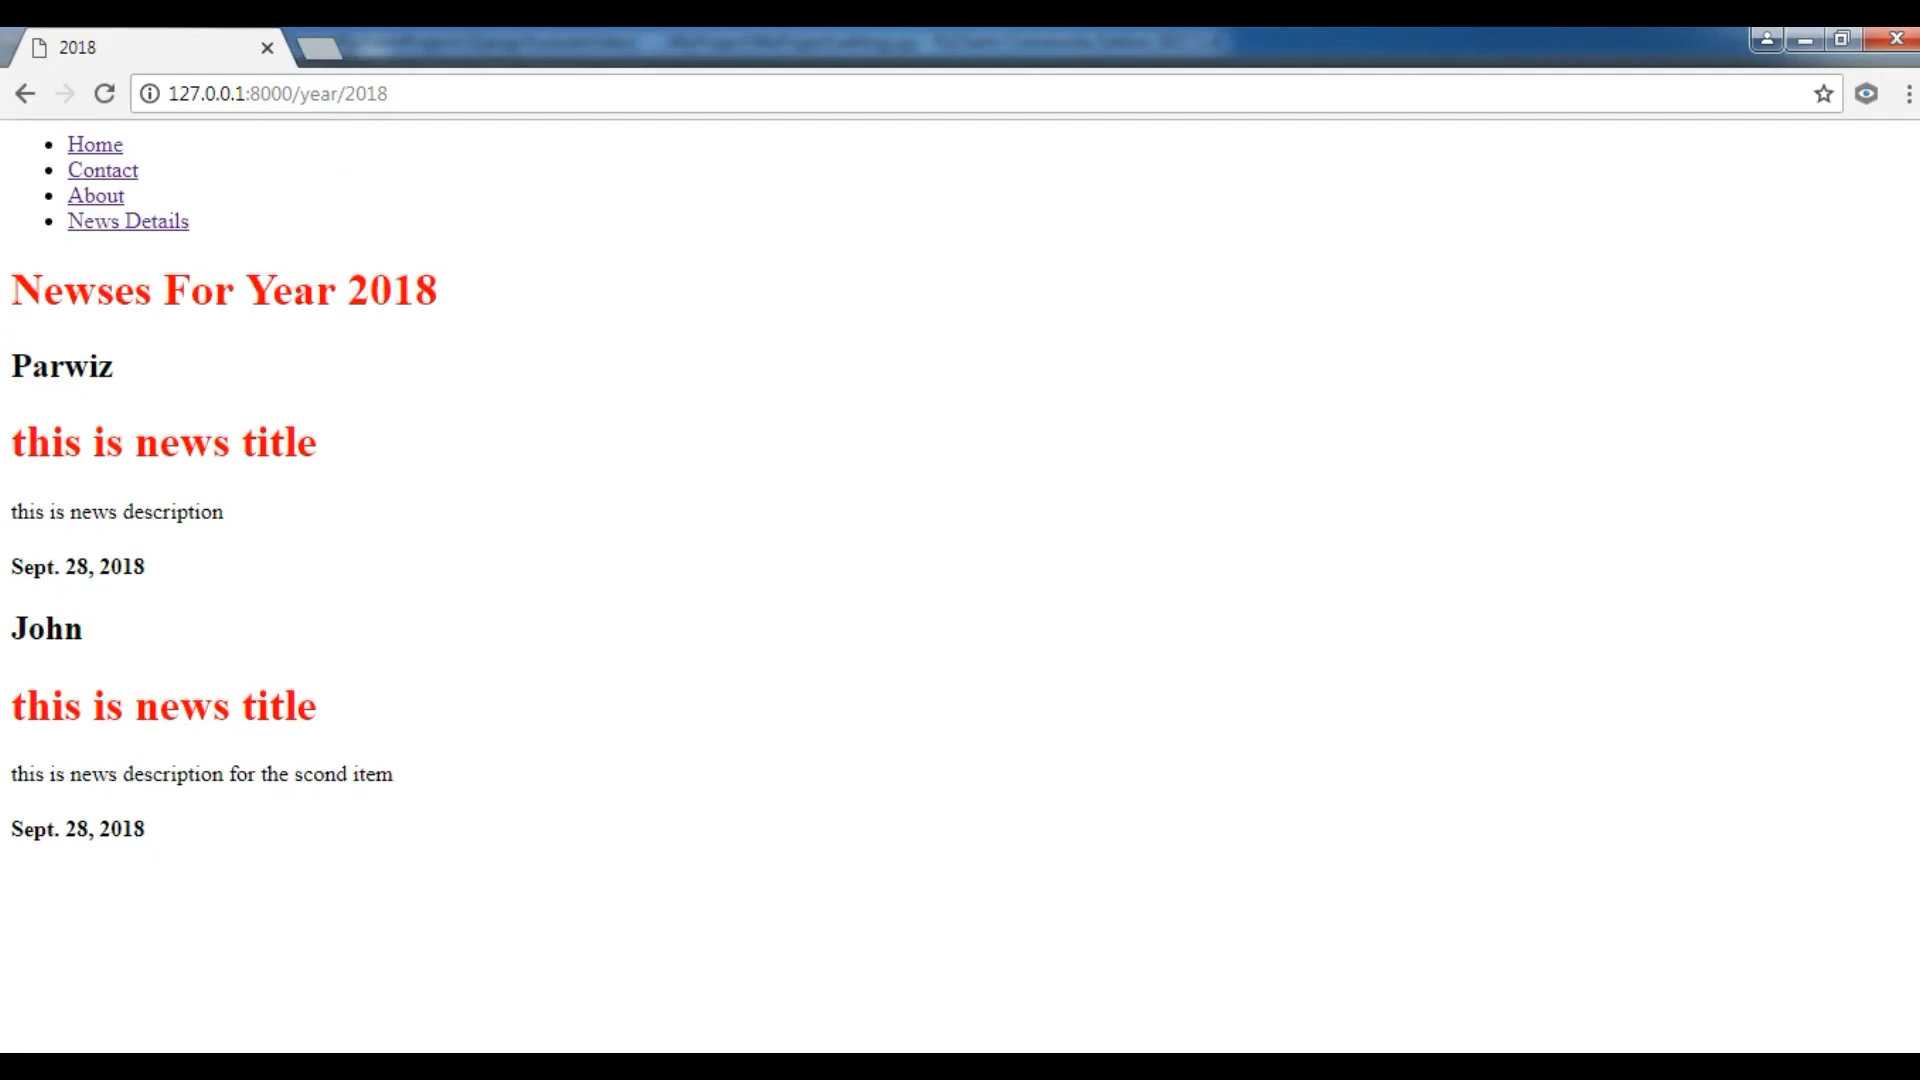 2018
127.0.0.1:8000/year/2018
Home
Contact
About
News Details
Newses For Year 2018
Parwiz
this is news title
this is news description
Sept. 28, 2018
John
this is news title
this is news description for the scond item
Sept. 28, 2018